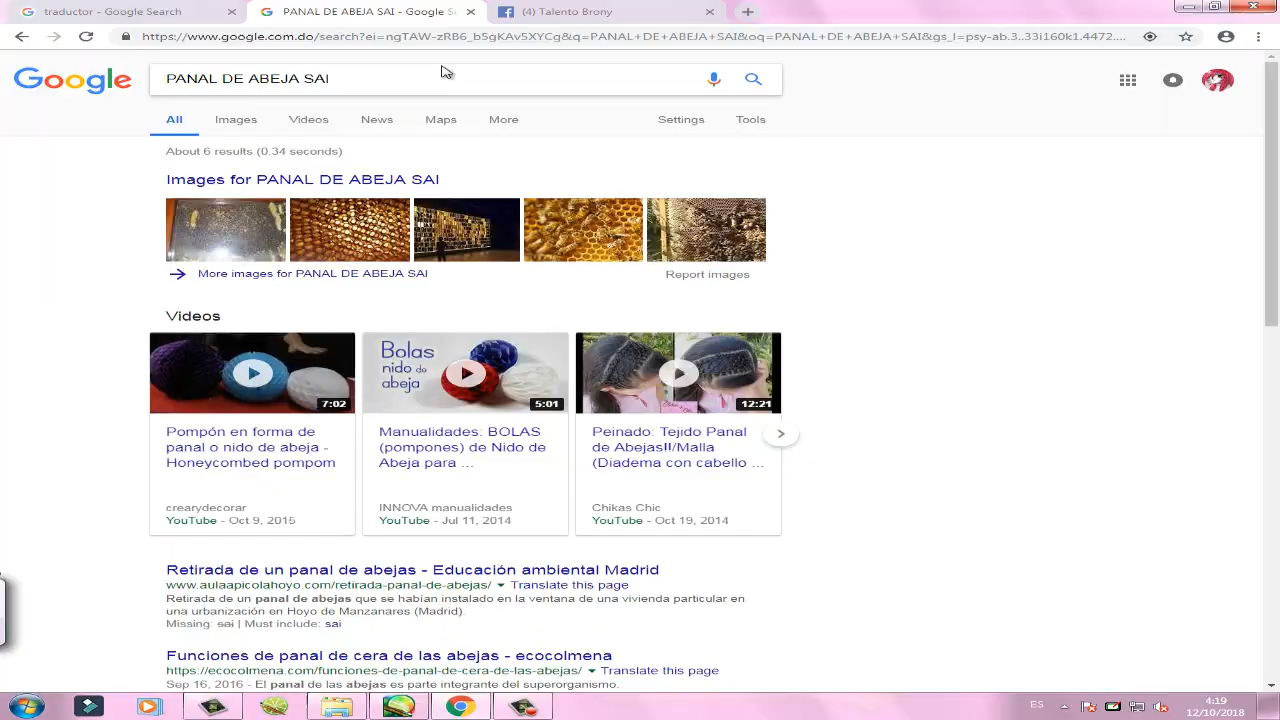 traductor - Google Search
PANAL DE ABEJA SAI - Google Se
(4) Talento Brony
https://www.google.com.do/search?ei=ngTAW-zRB6_b5gKAv5XYCg&q=PANAL+DE+ABEJA+SAI&oq=PANAL+DE+ABEJA+SAI&gs_l=psy-ab.3..33i160k1.4472....
Google
PANAL DE ABEJA SAI
All Images Videos News Maps More Settings Tools
About 6 results (0.34 seconds)
Images for PANAL DE ABEJA SAI
More images for PANAL DE ABEJA SAI
Report images
Videos
7:02
Bolas
nido de
abeja
5:01
12:21
Pompón en forma de
panal o nido de abeja -
Honeycombed pompom
crearydecorar
YouTube - Oct 9, 2015
Manualidades: BOLAS
(pompones) de Nido de
Abeja para ...
INNOVA manualidades
YouTube - Jul 11, 2014
Peinado: Tejido Panal
de Abejas!!/Malla
(Diadema con cabello ...
Chikas Chic
YouTube - Oct 19, 2014
Retirada de un panal de abejas - Educación ambiental Madrid
www.aulaapicolahoyo.com/retirada-panal-de-abejas/ Translate this page
Retirada de un panal de abejas que se habían instalado en la ventana de una vivienda particular en
una urbanización en Hoyo de Manzanares (Madrid).
Missing: sai | Must include: sai
Funciones de panal de cera de las abejas - ecocolmena
https://ecocolmena.com/funciones-de-panal-de-cera-de-las-abejas/ Translate this page
Sep 16, 2016 - El panal de las abejas es parte integrante del superorganismo.
ES
4:19
12/10/2018